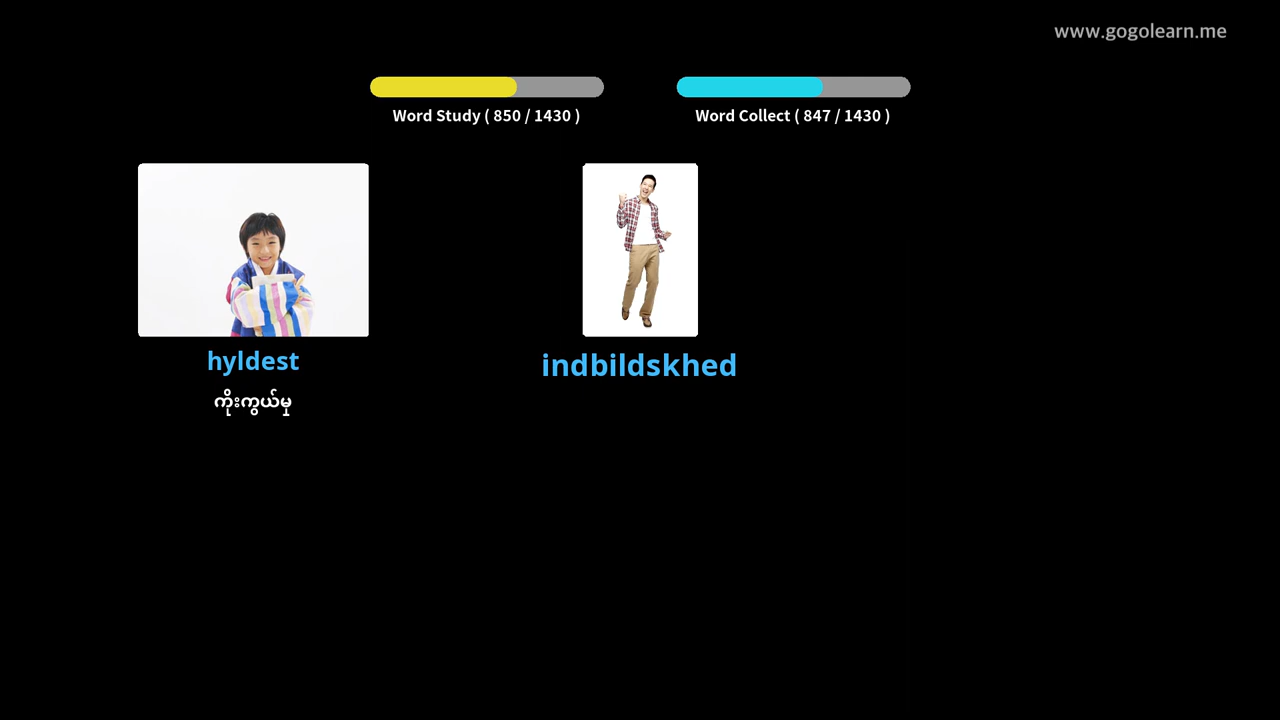 www.gogolearn.me
Word Study ( 850 / 1430 )
Word Collect ( 847 / 1430 )
hyldest
ကိုးကွယ်မှု
indbildskhed